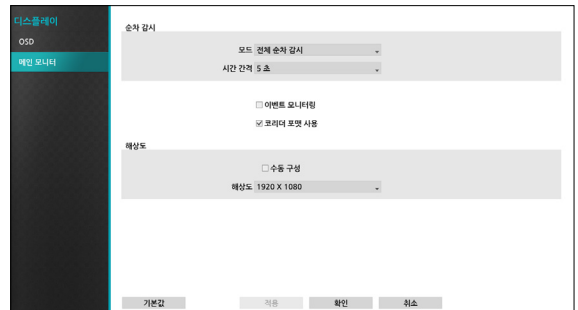 디스플레이
OSD
메인 모니터
순차 감시
모드 전체 순차 감시
시간 간격 5 초
이벤트 모니터링
코리더 포맷 사용
해상도
수동 구성
해상도 1920 X 1080
기본값 적용 확인 취소